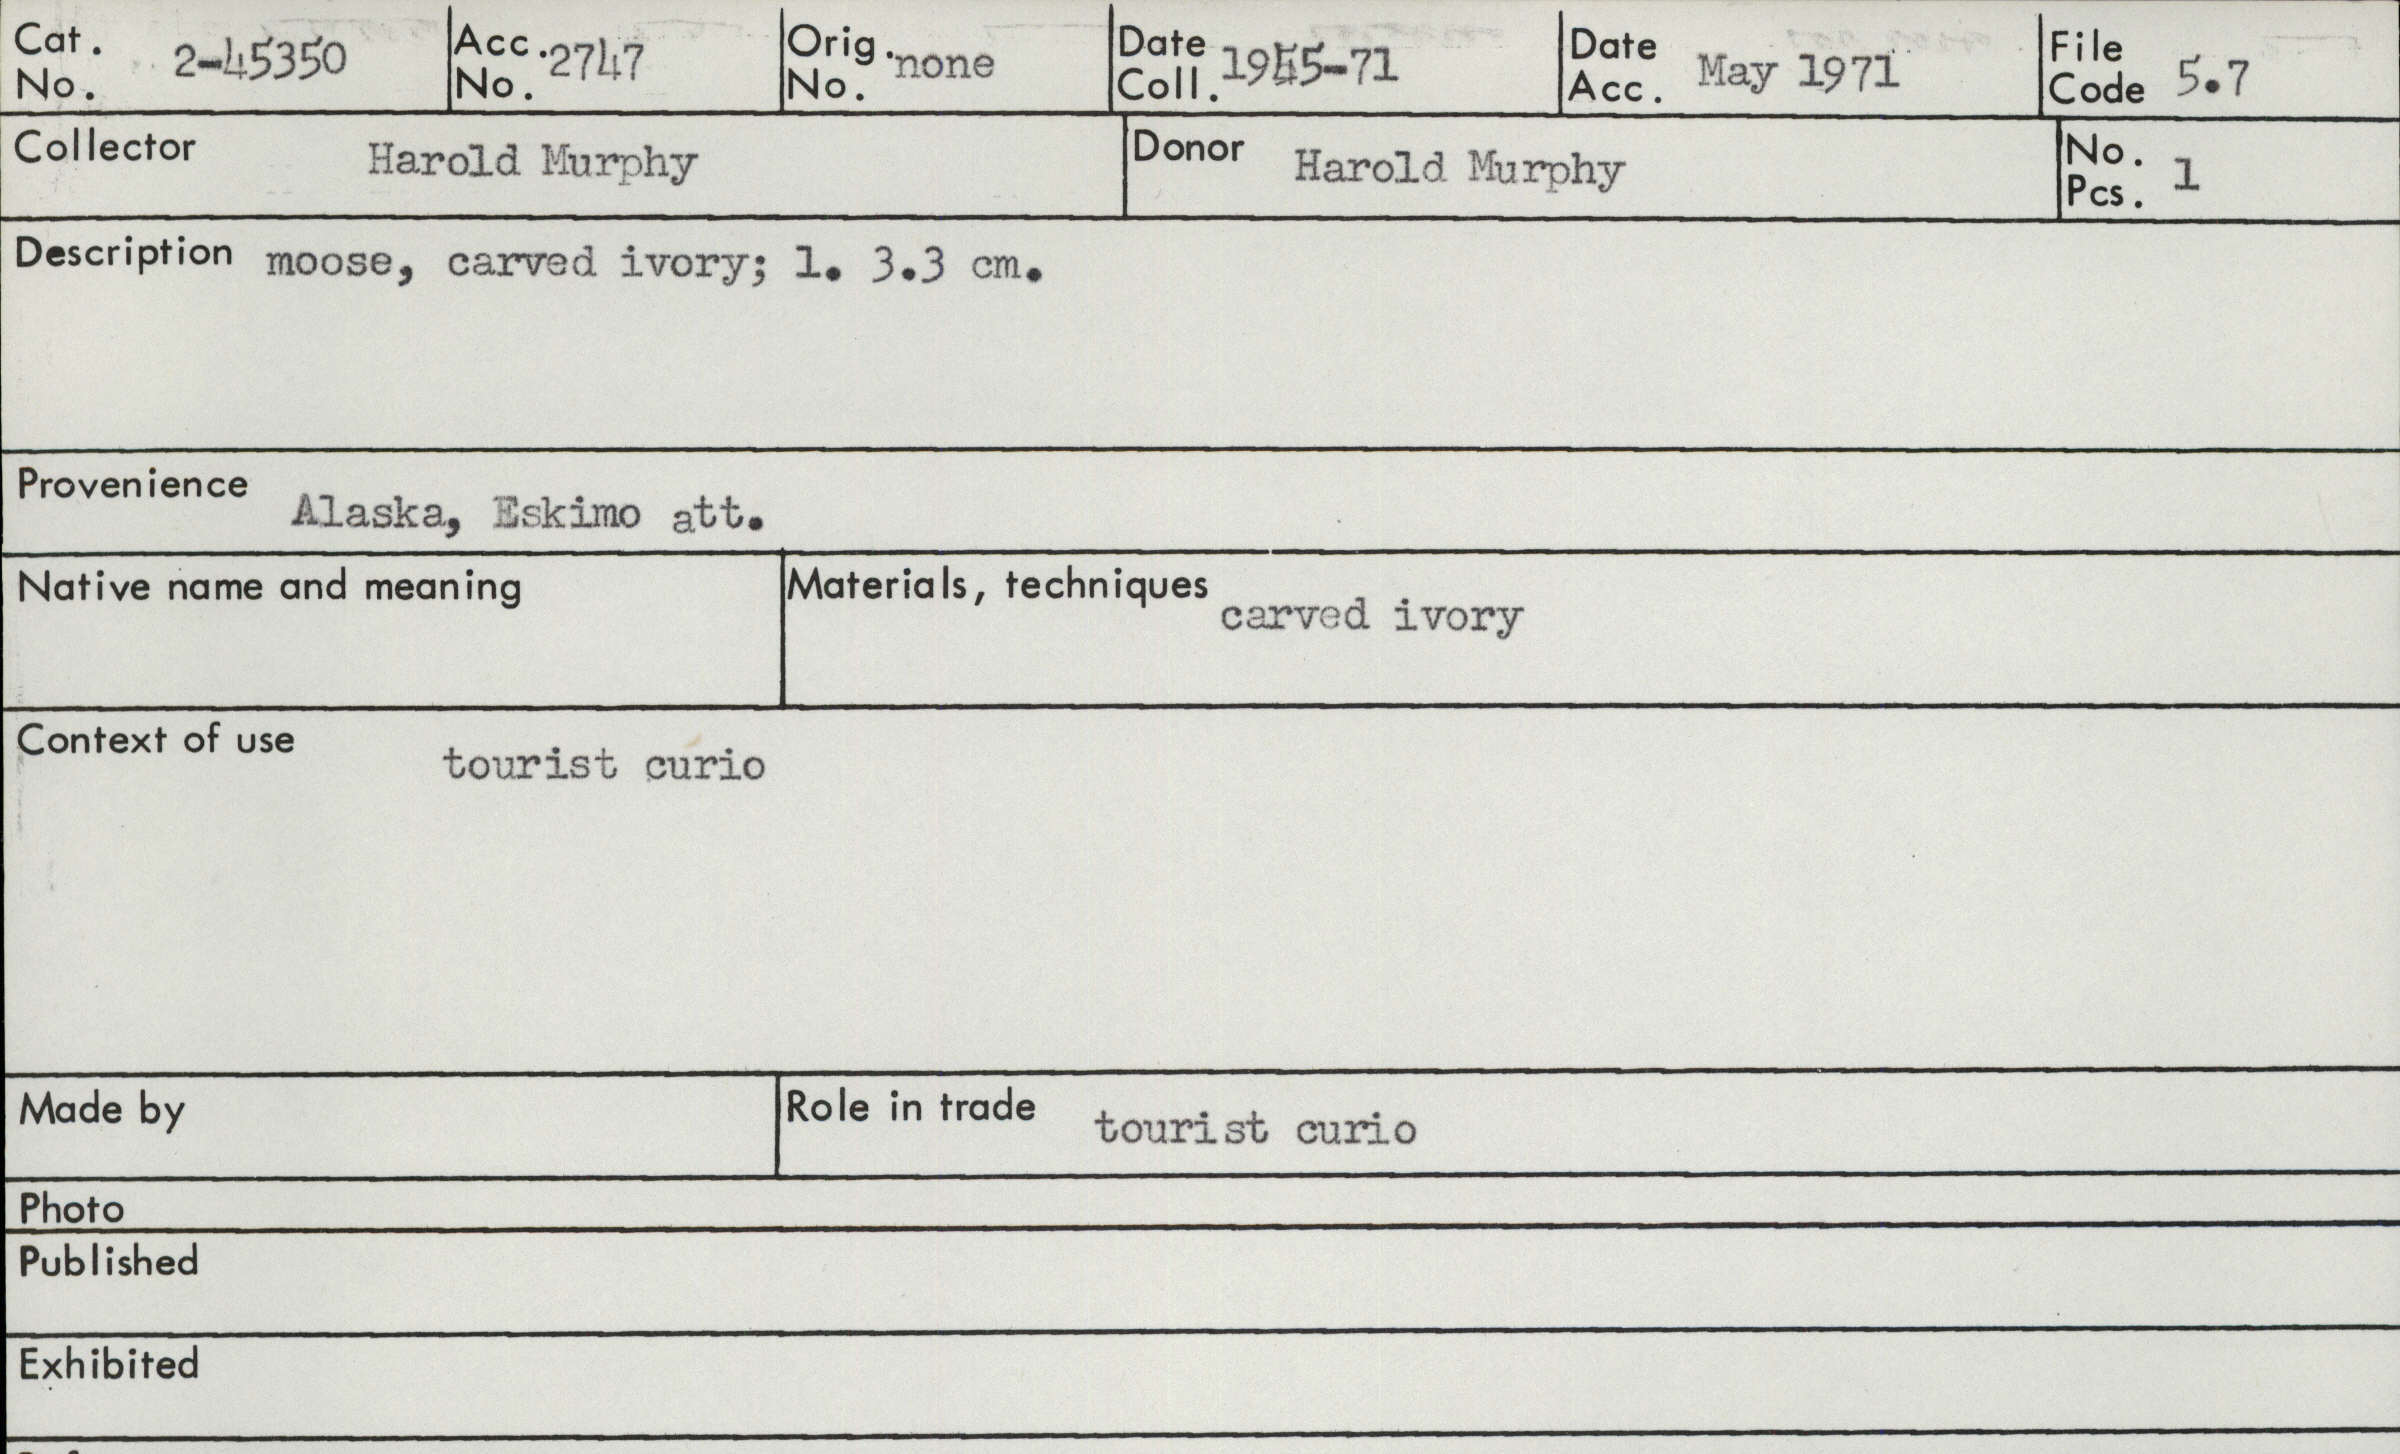 Cat. No. 2-45350 Acc. No. 2747 Orig. No. none Date Coll. 1945-71 Date Acc. May 1971 File Code 5.7
Collector Harold Murphy Donor Harold Murphy No. Pcs. 1
Description moose, carved ivory; l. 3.3 cm.
Provenience Alaska, Eskimo att.
Native name and meaning Materials, techniques carved ivory
Context of use tourist curio
Made by Role in trade tourist curio
Photo
Published
Exhibited